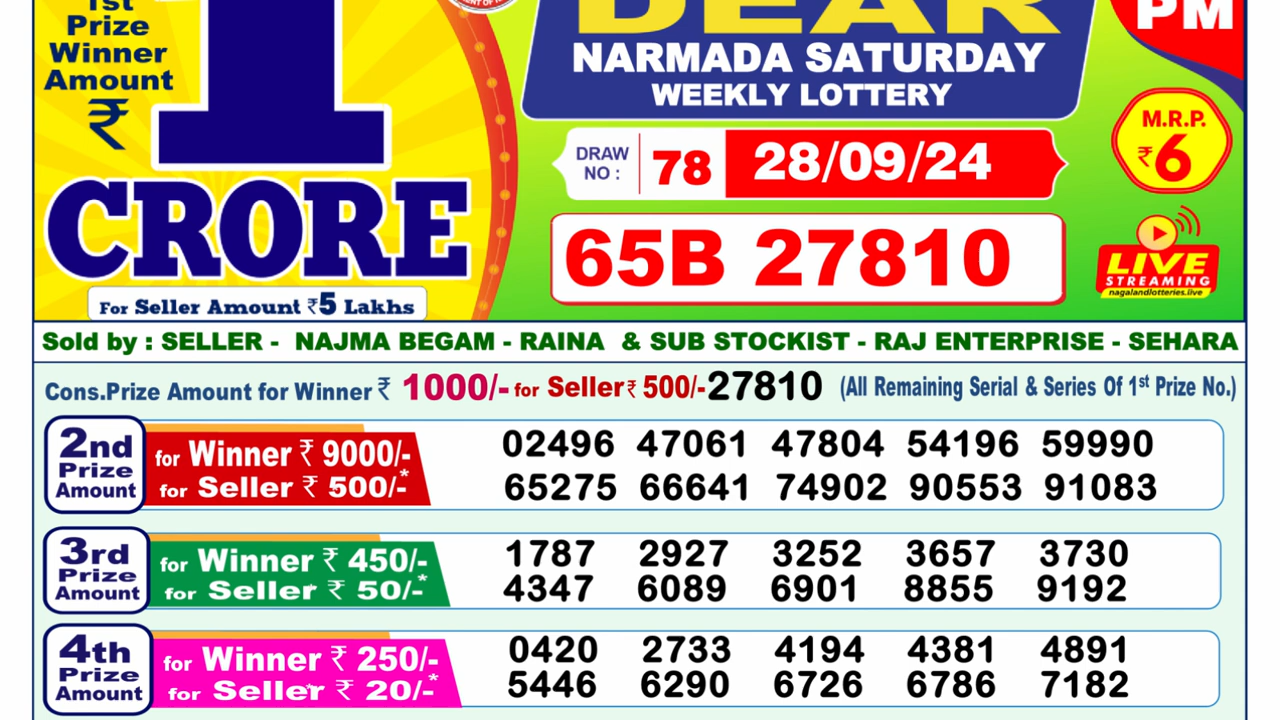 1st
Prize
Winner
Amount
₹
1
CRORE
For Seller Amount ₹5 Lakhs
DEAR
NARMADA SATURDAY
WEEKLY LOTTERY
PM
DRAW NO : 78 28/09/24
M.R.P.
₹6
65B 27810
LIVE
STREAMING
nagalandlotteries.live
Sold by : SELLER - NAJMA BEGAM - RAINA & SUB STOCKIST - RAJ ENTERPRISE - SEHARA
Cons.Prize Amount for Winner ₹ 1000/- for Seller ₹ 500/- 27810 (All Remaining Serial & Series Of 1st Prize No.)
2nd
Prize
Amount
for Winner ₹ 9000/-
for Seller ₹ 500/-*
02496 47061 47804 54196 59990
65275 66641 74902 90553 91083
3rd
Prize
Amount
for Winner ₹ 450/-
for Seller ₹ 50/-*
1787 2927 3252 3657 3730
4347 6089 6901 8855 9192
4th
Prize
Amount
for Winner ₹ 250/-
for Seller ₹ 20/-*
0420 2733 4194 4381 4891
5446 6290 6726 6786 7182